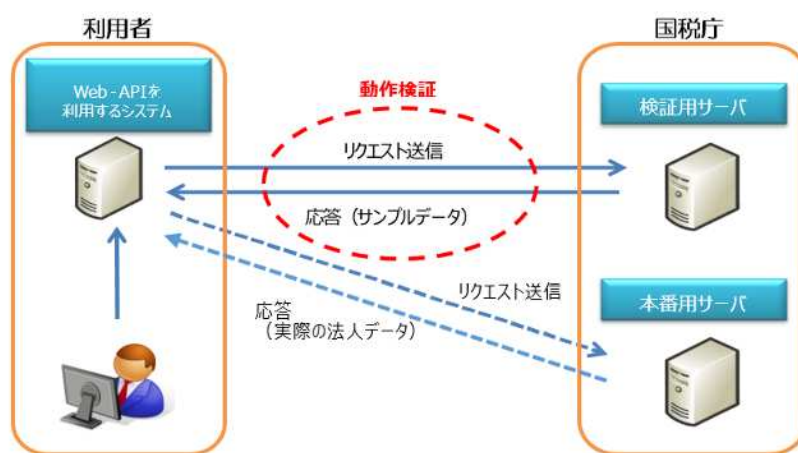 利用者
国税庁
Web-APIを
利用するシステム
動作検証
検証用サーバ
リクエスト送信
応答（サンプルデータ）
リクエスト送信
本番用サーバ
応答
（実際の法人データ）